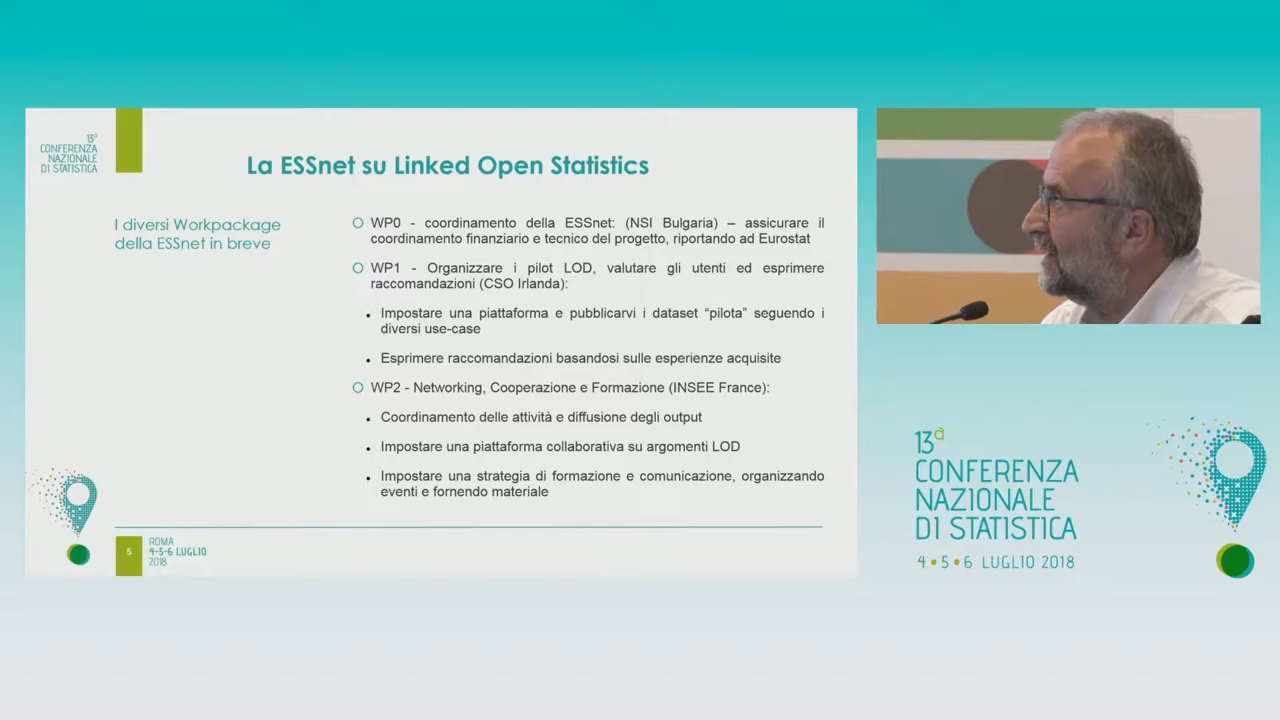 13ª
CONFERENZA
NAZIONALE
DI STATISTICA
La ESSnet su Linked Open Statistics
I diversi Workpackage
della ESSnet in breve
WP0 - coordinamento della ESSnet: (NSI Bulgaria) – assicurare il
coordinamento finanziario e tecnico del progetto, riportando ad Eurostat
WP1 - Organizzare i pilot LOD, valutare gli utenti ed esprimere
raccomandazioni (CSO Irlanda):
Impostare una piattaforma e pubblicarvi i dataset “pilota” seguendo i
diversi use-case
Esprimere raccomandazioni basandosi sulle esperienze acquisite
WP2 - Networking, Cooperazione e Formazione (INSEE France):
Coordinamento delle attività e diffusione degli output
Impostare una piattaforma collaborativa su argomenti LOD
Impostare una strategia di formazione e comunicazione, organizzando
eventi e fornendo materiale
5
ROMA
4-5-6 LUGLIO
2018
13ª
CONFERENZA
NAZIONALE
DI STATISTICA
4 • 5 • 6 LUGLIO 2018